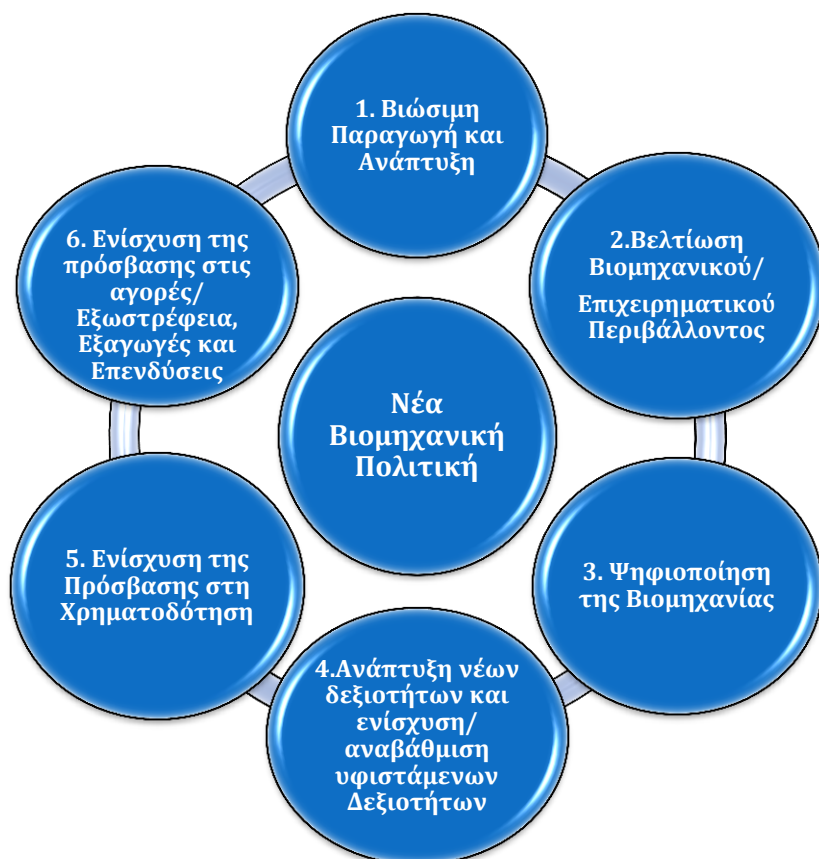 1. Βιώσιμη
Παραγωγή και
Ανάπτυξη
2.Βελτίωση
Βιομηχανικού/
Επιχειρηματικού
Περιβάλλοντος
3. Ψηφιοποίηση
της Βιομηχανίας
4.Ανάπτυξη νέων
δεξιοτήτων και
ενίσχυση/
αναβάθμιση
υφιστάμενων
Δεξιοτήτων
5. Ενίσχυση της
Πρόσβασης στη
Χρηματοδότηση
6. Ενίσχυση της
πρόσβασης στις
αγορές/
Εξωστρέφεια,
Εξαγωγές και
Επενδύσεις
Νέα
Βιομηχανική
Πολιτική